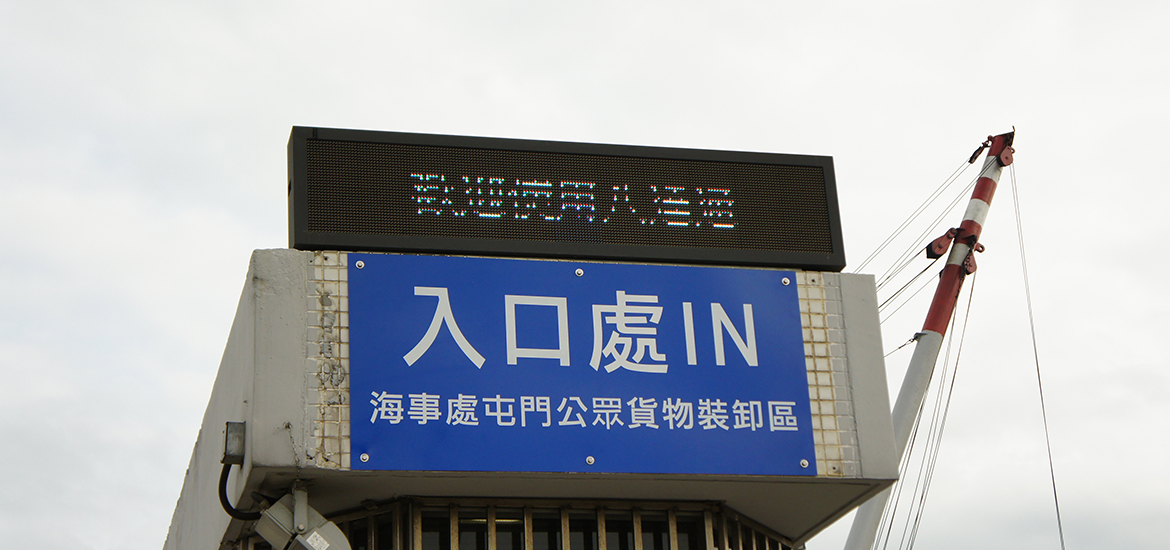 歡迎使用八達通
入口處IN
海事處屯門公眾貨物裝卸區